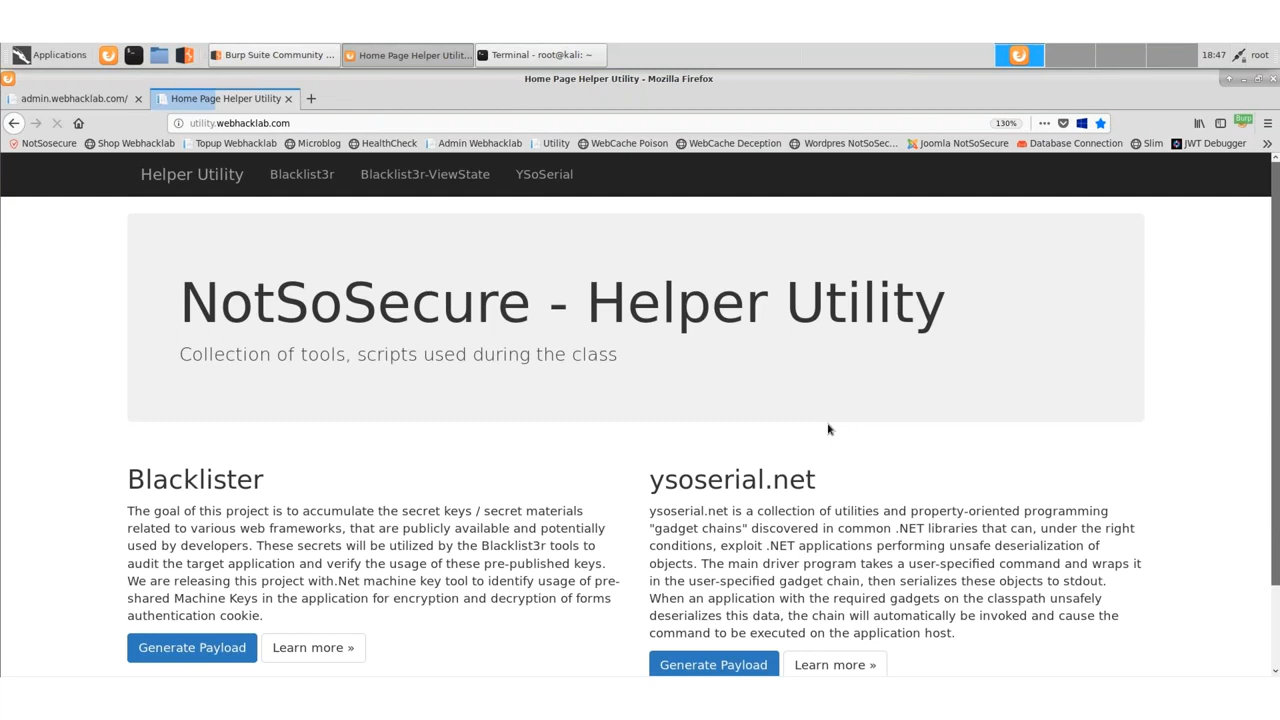 Applications
Burp Suite Community ...
Home Page Helper Utilit...
Terminal - root@kali: ~
18:47
root
Home Page Helper Utility - Mozilla Firefox
admin.webhacklab.com/
Home Page Helper Utility
utility.webhacklab.com
130%
Burp
NotSosecure
Shop Webhacklab
Topup Webhacklab
Microblog
HealthCheck
Admin Webhacklab
Utility
WebCache Poison
WebCache Deception
Wordpres NotSoSec...
Joomla NotSoSecure
Database Connection
Slim
JWT Debugger
Helper Utility
Blacklist3r
Blacklist3r-ViewState
YSoSerial
NotSoSecure - Helper Utility
Collection of tools, scripts used during the class
Blacklister
The goal of this project is to accumulate the secret keys / secret materials
related to various web frameworks, that are publicly available and potentially
used by developers. These secrets will be utilized by the Blacklist3r tools to
audit the target application and verify the usage of these pre-published keys.
We are releasing this project with.Net machine key tool to identify usage of pre-
shared Machine Keys in the application for encryption and decryption of forms
authentication cookie.
Generate Payload
Learn more »
ysoserial.net
ysoserial.net is a collection of utilities and property-oriented programming
"gadget chains" discovered in common .NET libraries that can, under the right
conditions, exploit .NET applications performing unsafe deserialization of
objects. The main driver program takes a user-specified command and wraps it
in the user-specified gadget chain, then serializes these objects to stdout.
When an application with the required gadgets on the classpath unsafely
deserializes this data, the chain will automatically be invoked and cause the
command to be executed on the application host.
Generate Payload
Learn more »